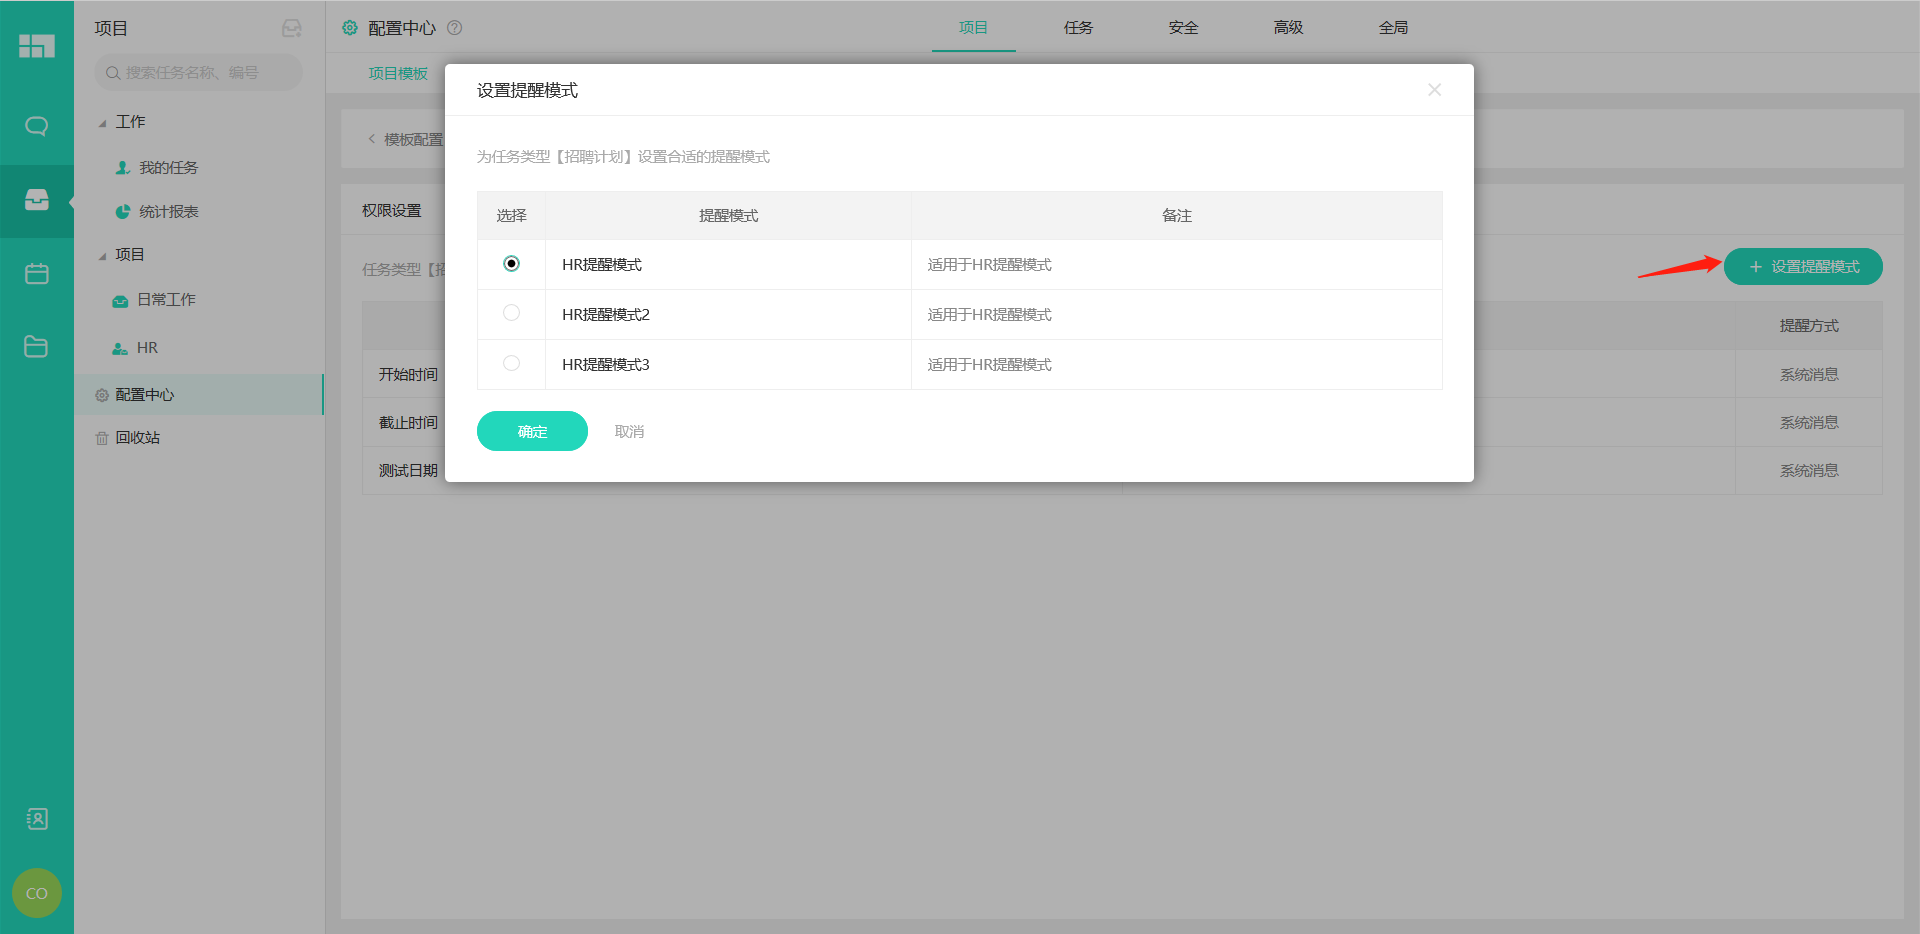 项目
搜索任务名称、编号
工作
我的任务
统计报表
项目
日常工作
HR
配置中心
回收站
CO
配置中心
项目 任务 安全 高级 全局
项目模板
模板配置
权限设置
任务类型【招
设置提醒模式
提醒方式
开始时间 系统消息
截止时间 系统消息
测试日期 系统消息
设置提醒模式
为任务类型【招聘计划】设置合适的提醒模式
选择 提醒模式 备注
HR提醒模式 适用于HR提醒模式
HR提醒模式2 适用于HR提醒模式
HR提醒模式3 适用于HR提醒模式
确定 取消